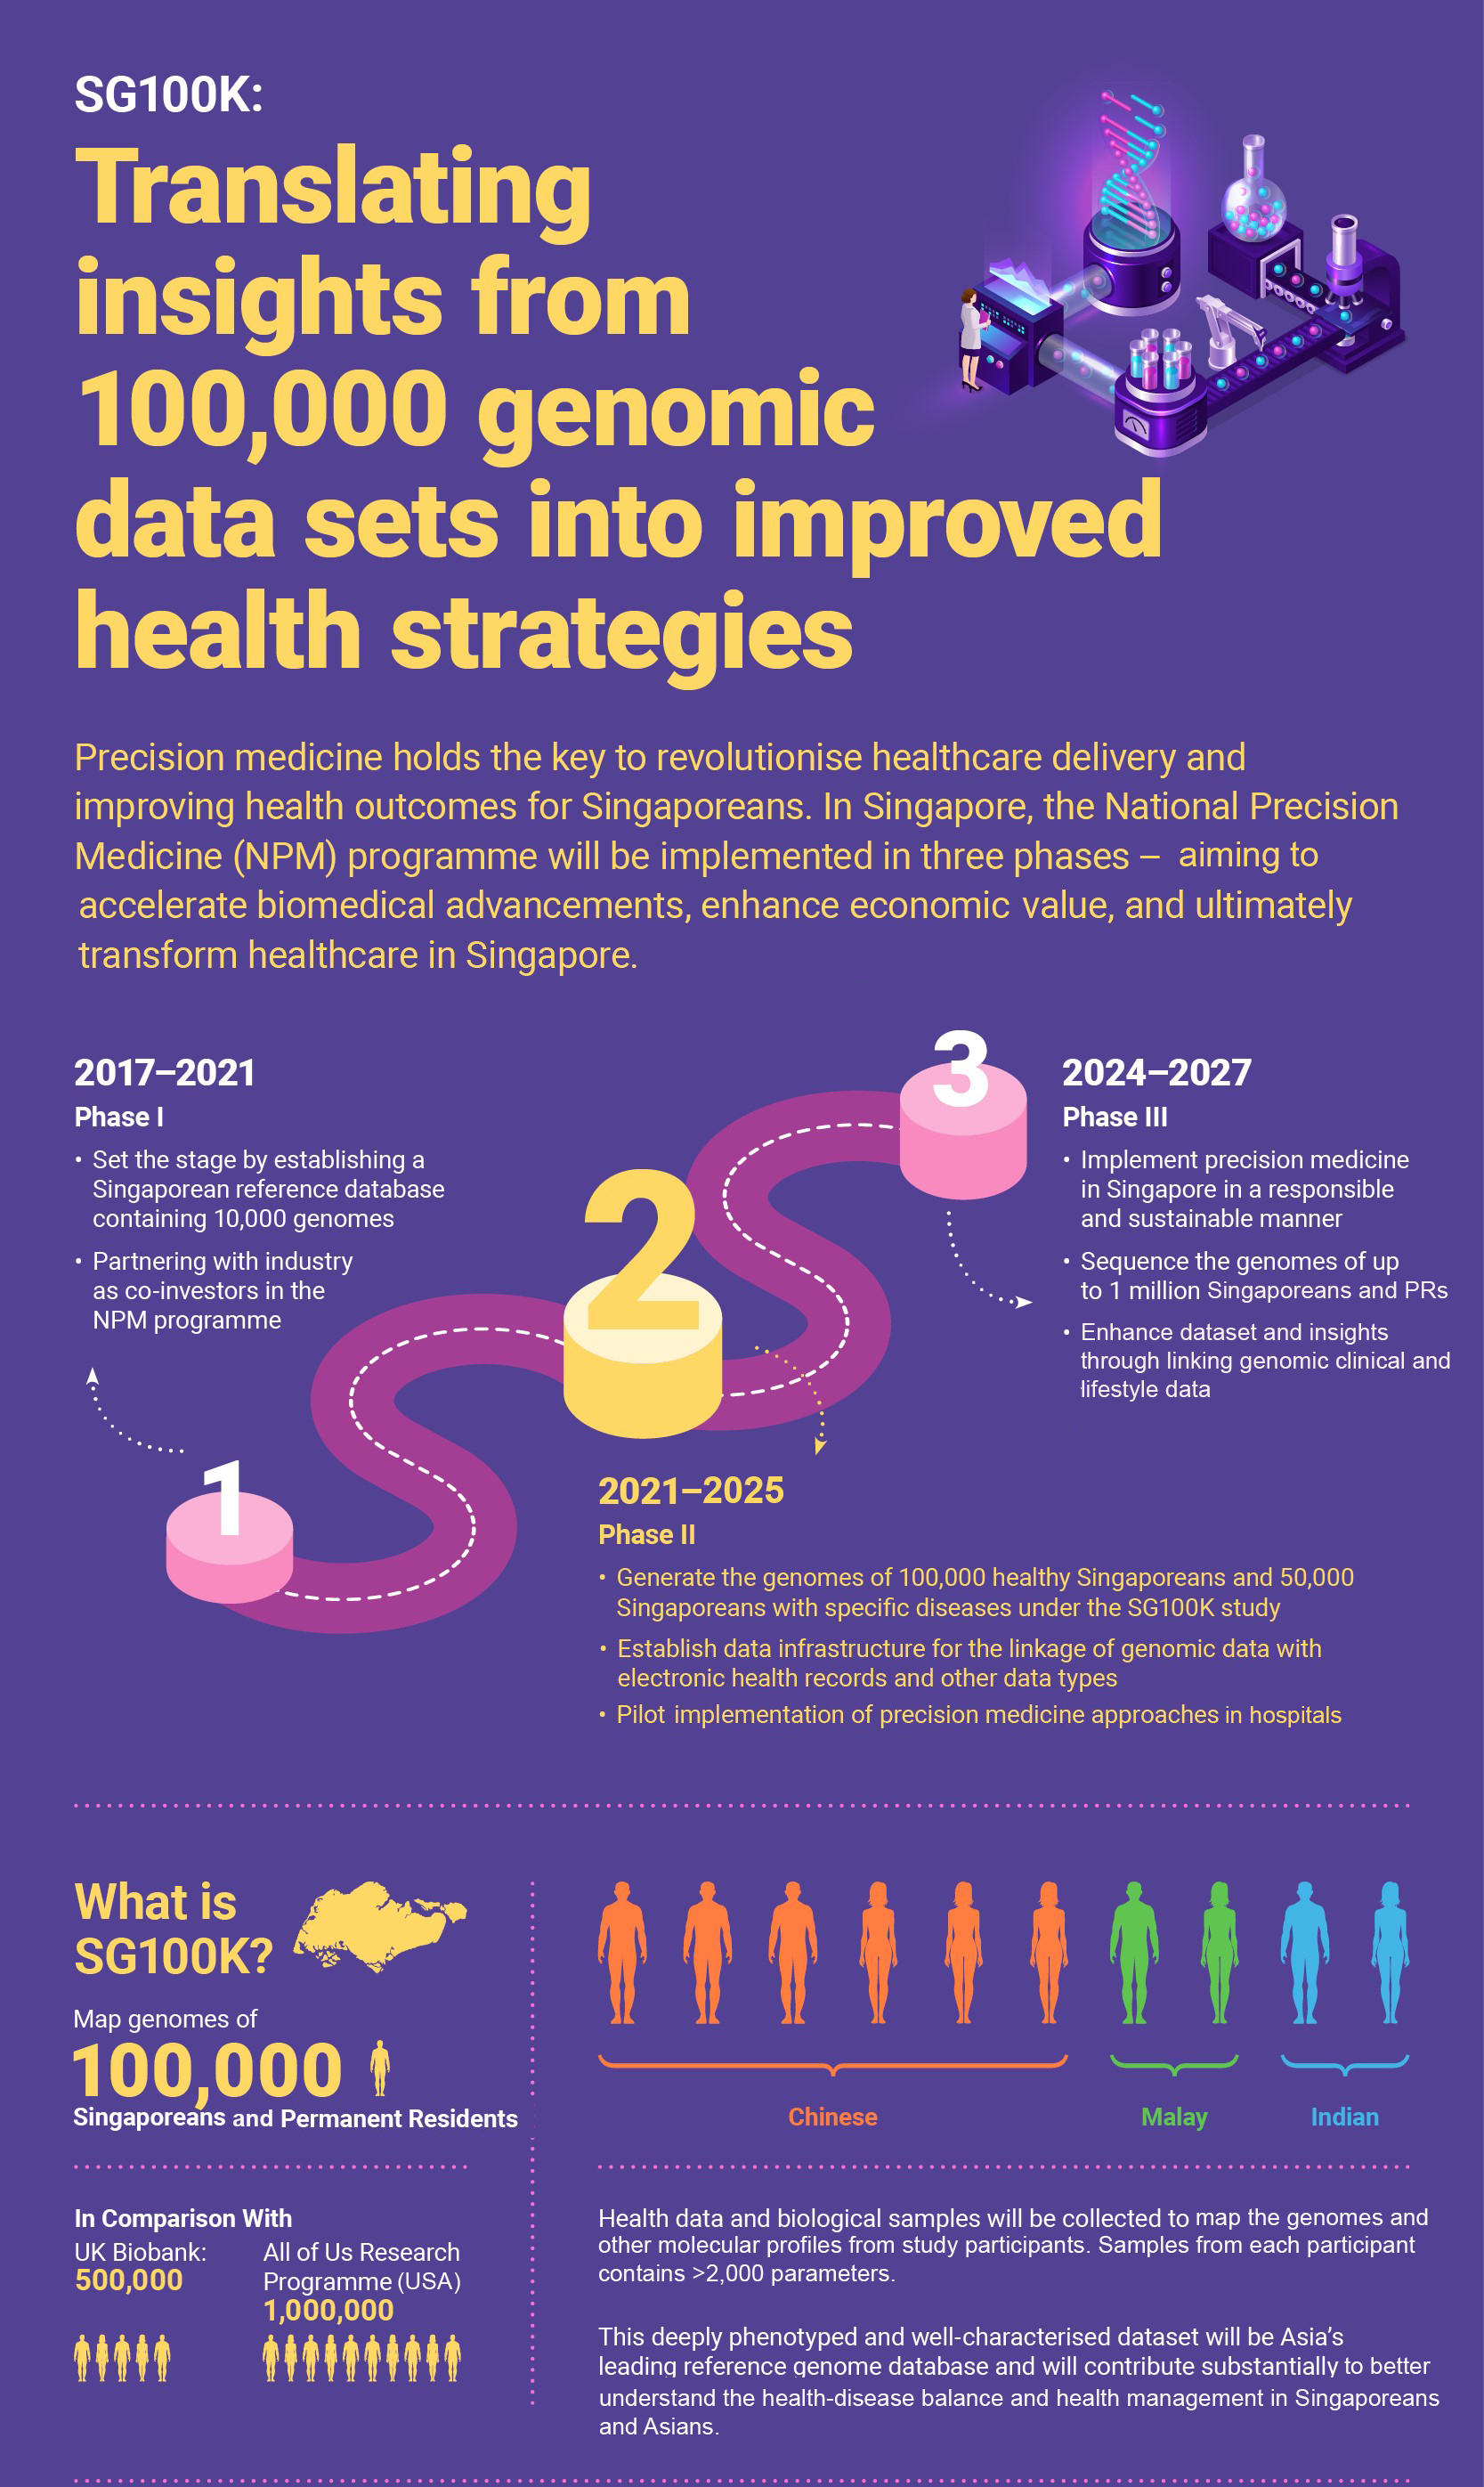 SG100K:
Translating
insights from
100,000 genomic
data sets into improved
health strategies
Precision medicine holds the key to revolutionise healthcare delivery and
improving health outcomes for Singaporeans. In Singapore, the National Precision
Medicine (NPM) programme will be implemented in three phases – aiming to
accelerate biomedical advancements, enhance economic value, and ultimately
transform healthcare in Singapore.
2017–2021
Phase I
• Set the stage by establishing a
Singaporean reference database
containing 10,000 genomes
• Partnering with industry
as co-investors in the
NPM programme
1
2
3
2024–2027
Phase III
• Implement precision medicine
in Singapore in a responsible
and sustainable manner
• Sequence the genomes of up
to 1 million Singaporeans and PRs
• Enhance dataset and insights
through linking genomic clinical and
lifestyle data
2021–2025
Phase II
• Generate the genomes of 100,000 healthy Singaporeans and 50,000
Singaporeans with specific diseases under the SG100K study
• Establish data infrastructure for the linkage of genomic data with
electronic health records and other data types
• Pilot implementation of precision medicine approaches in hospitals
What is
SG100K?
Map genomes of
100,000
Singaporeans and Permanent Residents
Chinese
Malay
Indian
In Comparison With
UK Biobank:
500,000
All of Us Research
Programme (USA)
1,000,000
Health data and biological samples will be collected to map the genomes and
other molecular profiles from study participants. Samples from each participant
contains >2,000 parameters.
This deeply phenotyped and well-characterised dataset will be Asia’s
leading reference genome database and will contribute substantially to better
understand the health-disease balance and health management in Singaporeans
and Asians.